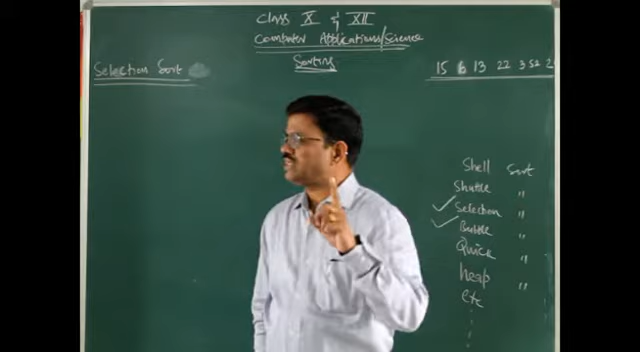 Class X & XII
Computer Applications/Science
Sorting
Selection Sort
15 6 13 22 3 52 2
Shell Sort
Shuttle "
Selection "
Bubble "
Quick "
heap "
etc